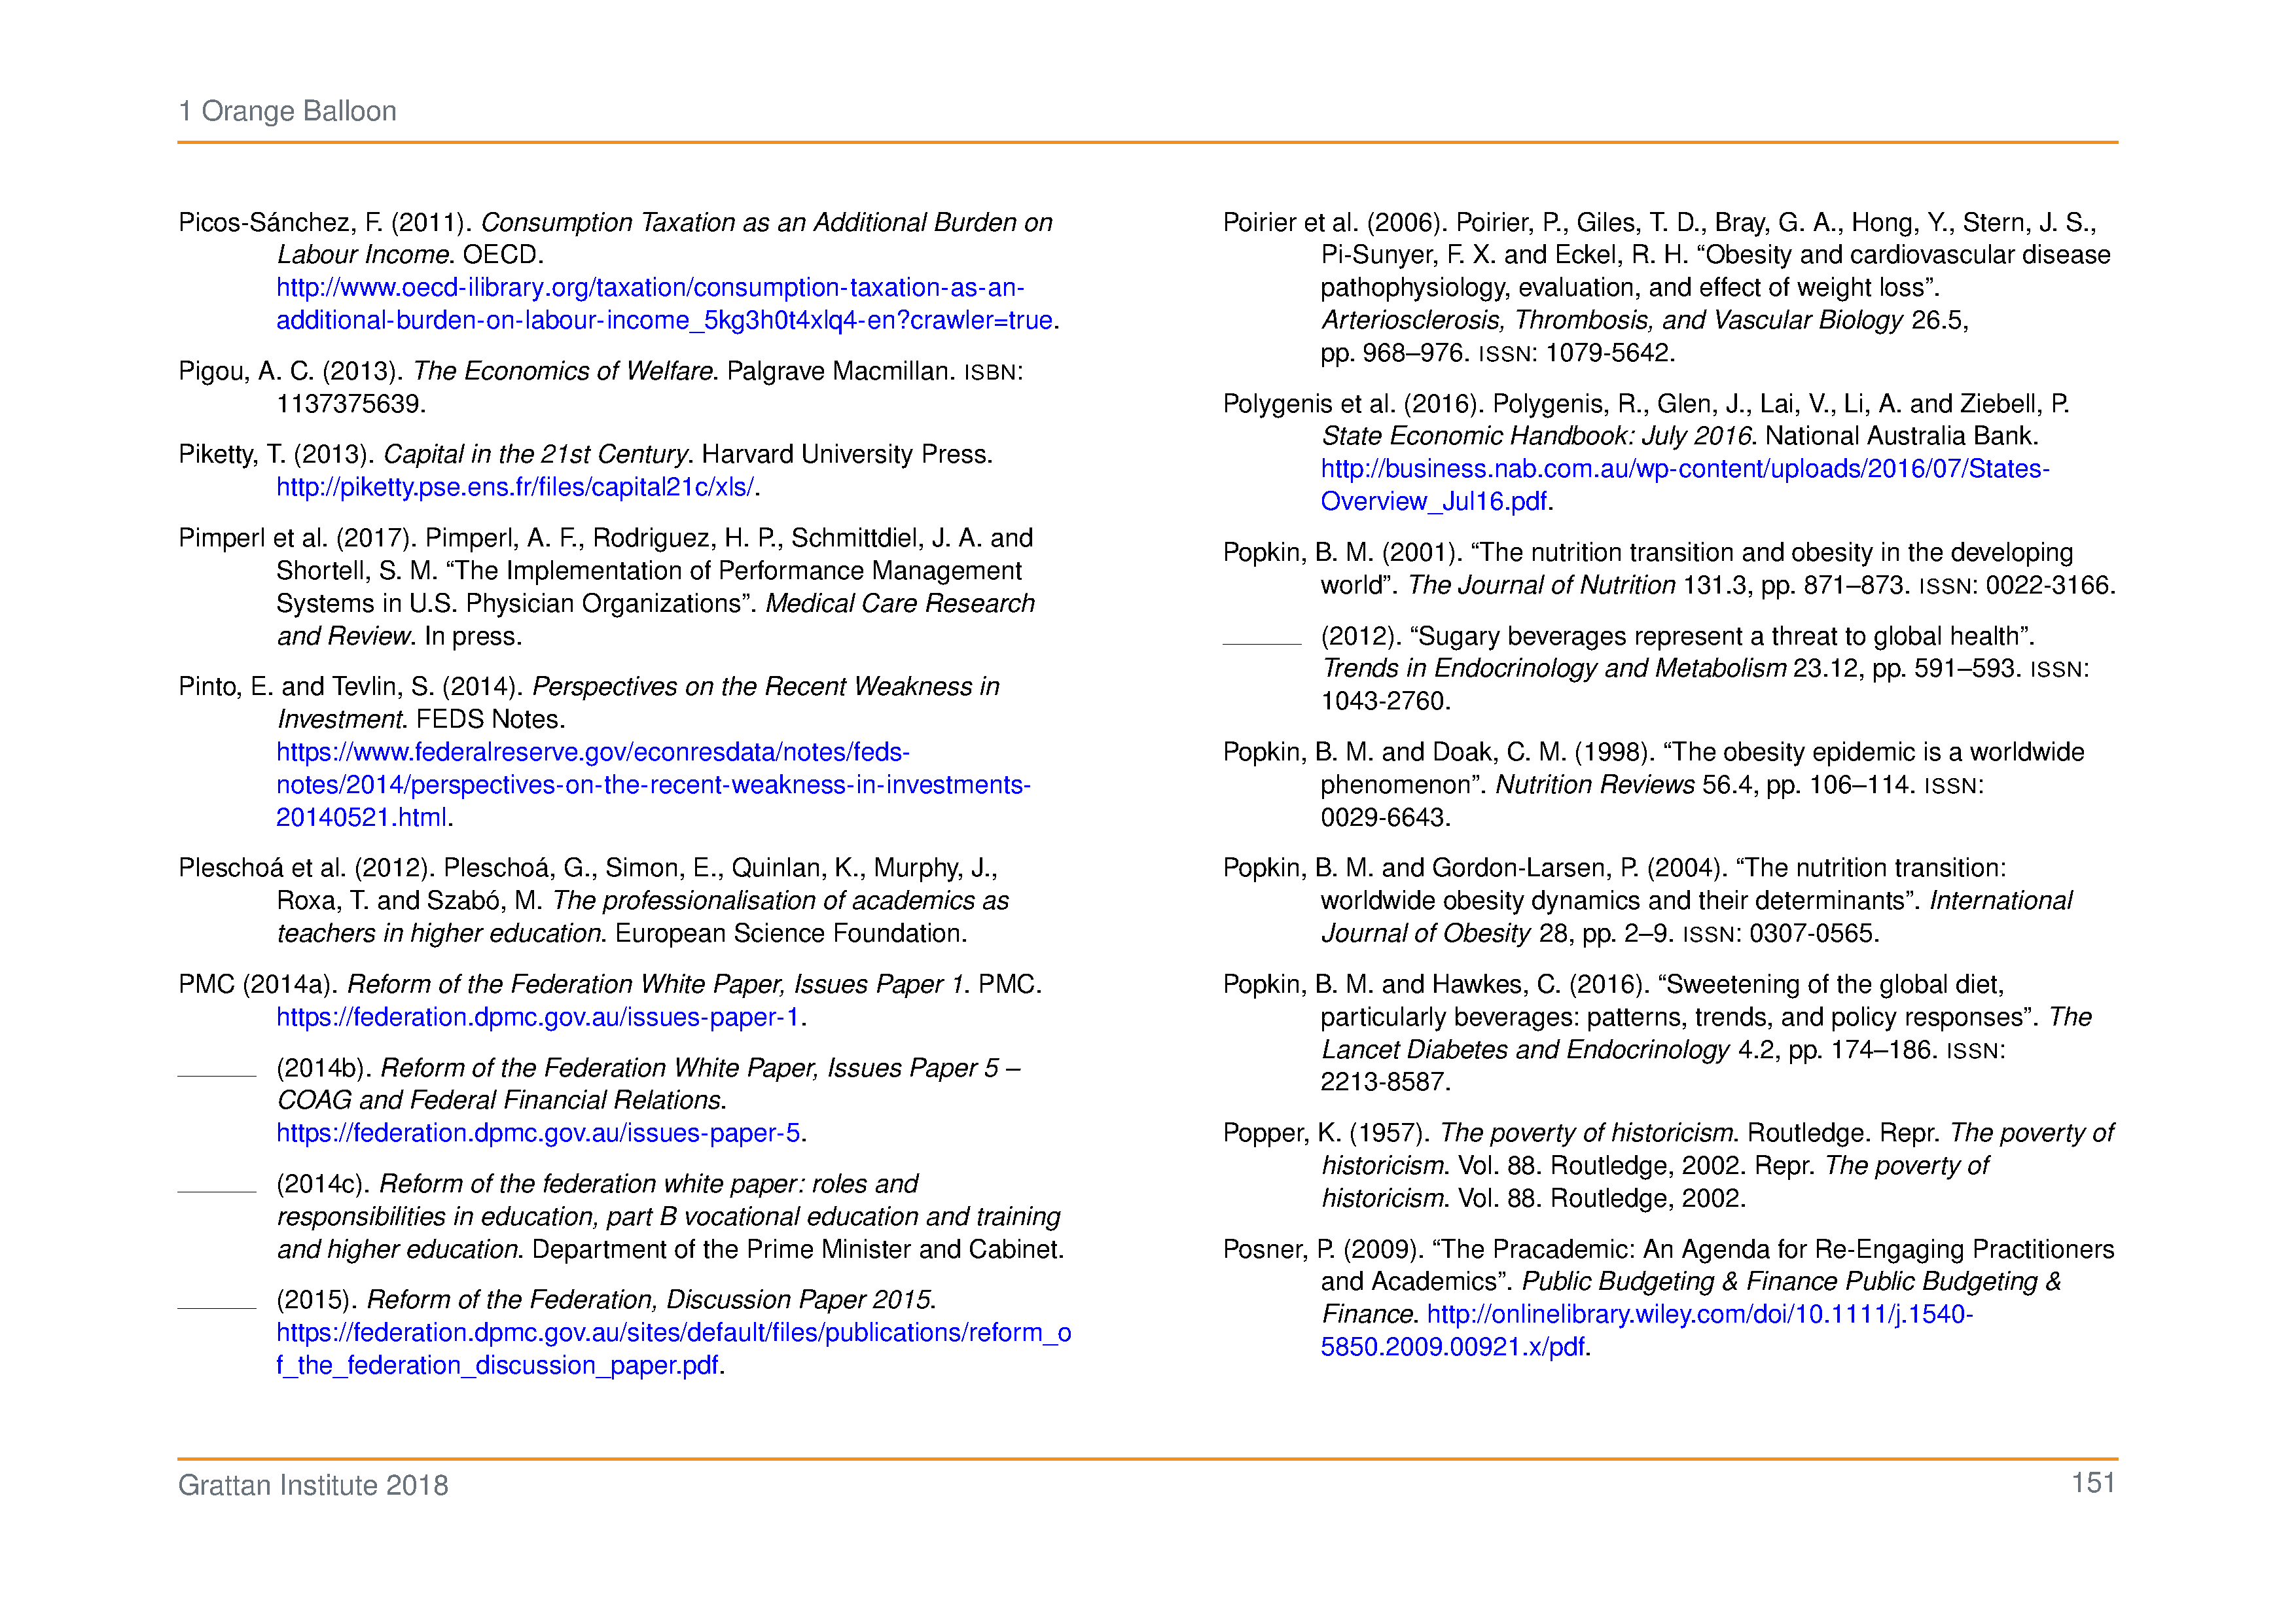 1 Orange Balloon
Picos-Sánchez, F. (2011). Consumption Taxation as an Additional Burden on
Labour Income. OECD.
http://www.oecd-ilibrary.org/taxation/consumption-taxation-as-an-
additional-burden-on-labour-income_5kg3h0t4xlq4-en?crawler=true.
Pigou, A. C. (2013). The Economics of Welfare. Palgrave Macmillan. ISBN:
1137375639.
Piketty, T. (2013). Capital in the 21st Century. Harvard University Press.
http://piketty.pse.ens.fr/files/capital21c/xls/.
Pimperl et al. (2017). Pimperl, A. F., Rodriguez, H. P., Schmittdiel, J. A. and
Shortell, S. M. “The Implementation of Performance Management
Systems in U.S. Physician Organizations”. Medical Care Research
and Review. In press.
Pinto, E. and Tevlin, S. (2014). Perspectives on the Recent Weakness in
Investment. FEDS Notes.
https://www.federalreserve.gov/econresdata/notes/feds-
notes/2014/perspectives-on-the-recent-weakness-in-investments-
20140521.html.
Pleschoá et al. (2012). Pleschoá, G., Simon, E., Quinlan, K., Murphy, J.,
Roxa, T. and Szabó, M. The professionalisation of academics as
teachers in higher education. European Science Foundation.
PMC (2014a). Reform of the Federation White Paper, Issues Paper 1. PMC.
https://federation.dpmc.gov.au/issues-paper-1.
______ (2014b). Reform of the Federation White Paper, Issues Paper 5 –
COAG and Federal Financial Relations.
https://federation.dpmc.gov.au/issues-paper-5.
______ (2014c). Reform of the federation white paper: roles and
responsibilities in education, part B vocational education and training
and higher education. Department of the Prime Minister and Cabinet.
______ (2015). Reform of the Federation, Discussion Paper 2015.
https://federation.dpmc.gov.au/sites/default/files/publications/reform_o
f_the_federation_discussion_paper.pdf.
Poirier et al. (2006). Poirier, P., Giles, T. D., Bray, G. A., Hong, Y., Stern, J. S.,
Pi-Sunyer, F. X. and Eckel, R. H. “Obesity and cardiovascular disease
pathophysiology, evaluation, and effect of weight loss”.
Arteriosclerosis, Thrombosis, and Vascular Biology 26.5,
pp. 968–976. ISSN: 1079-5642.
Polygenis et al. (2016). Polygenis, R., Glen, J., Lai, V., Li, A. and Ziebell, P.
State Economic Handbook: July 2016. National Australia Bank.
http://business.nab.com.au/wp-content/uploads/2016/07/States-
Overview_Jul16.pdf.
Popkin, B. M. (2001). “The nutrition transition and obesity in the developing
world”. The Journal of Nutrition 131.3, pp. 871–873. ISSN: 0022-3166.
______ (2012). “Sugary beverages represent a threat to global health”.
Trends in Endocrinology and Metabolism 23.12, pp. 591–593. ISSN:
1043-2760.
Popkin, B. M. and Doak, C. M. (1998). “The obesity epidemic is a worldwide
phenomenon”. Nutrition Reviews 56.4, pp. 106–114. ISSN:
0029-6643.
Popkin, B. M. and Gordon-Larsen, P. (2004). “The nutrition transition:
worldwide obesity dynamics and their determinants”. International
Journal of Obesity 28, pp. 2–9. ISSN: 0307-0565.
Popkin, B. M. and Hawkes, C. (2016). “Sweetening of the global diet,
particularly beverages: patterns, trends, and policy responses”. The
Lancet Diabetes and Endocrinology 4.2, pp. 174–186. ISSN:
2213-8587.
Popper, K. (1957). The poverty of historicism. Routledge. Repr. The poverty of
historicism. Vol. 88. Routledge, 2002. Repr. The poverty of
historicism. Vol. 88. Routledge, 2002.
Posner, P. (2009). “The Pracademic: An Agenda for Re-Engaging Practitioners
and Academics”. Public Budgeting & Finance Public Budgeting &
Finance. http://onlinelibrary.wiley.com/doi/10.1111/j.1540-
5850.2009.00921.x/pdf.
Grattan Institute 2018
151